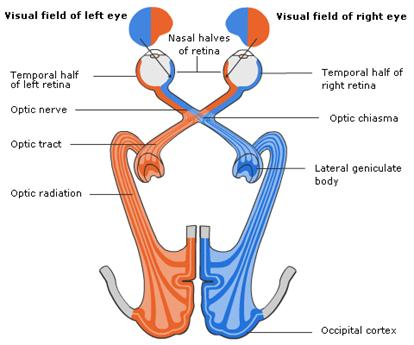 Visual field of left eye
Visual field of right eye
Nasal halves
of retina
Temporal half
of left retina
Temporal half of
right retina
Optic nerve
Optic chiasma
Optic tract
Lateral geniculate
body
Optic radiation
Occipital cortex